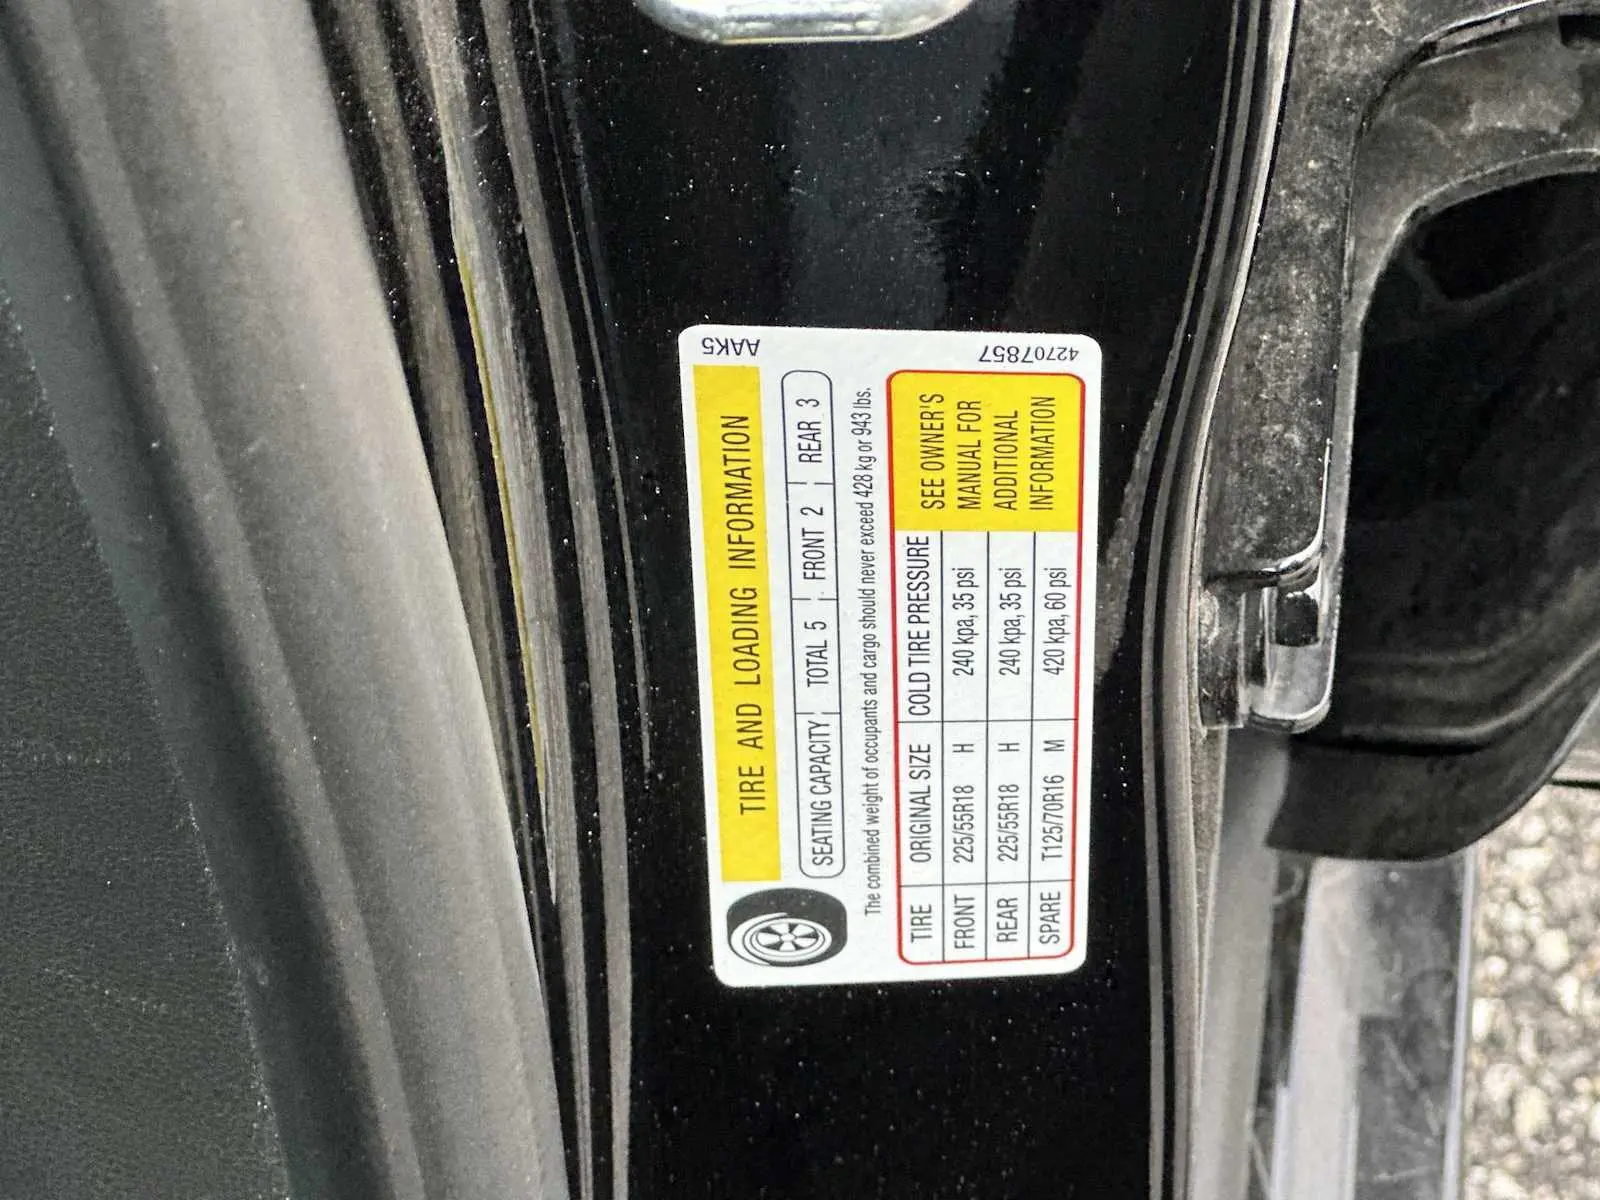 TIRE AND LOADING INFORMATION
SEATING CAPACITY TOTAL 5 FRONT 2 REAR 3
The combined weight of occupants and cargo should never exceed 428 kg or 943 lbs.
TIRE ORIGINAL SIZE COLD TIRE PRESSURE
FRONT 225/55R18 H 240 kpa, 35 psi
REAR 225/55R18 H 240 kpa, 35 psi
SPARE T125/70R16 M 420 kpa, 60 psi
SEE OWNER'S
MANUAL FOR
ADDITIONAL
INFORMATION
AAK5
42707857